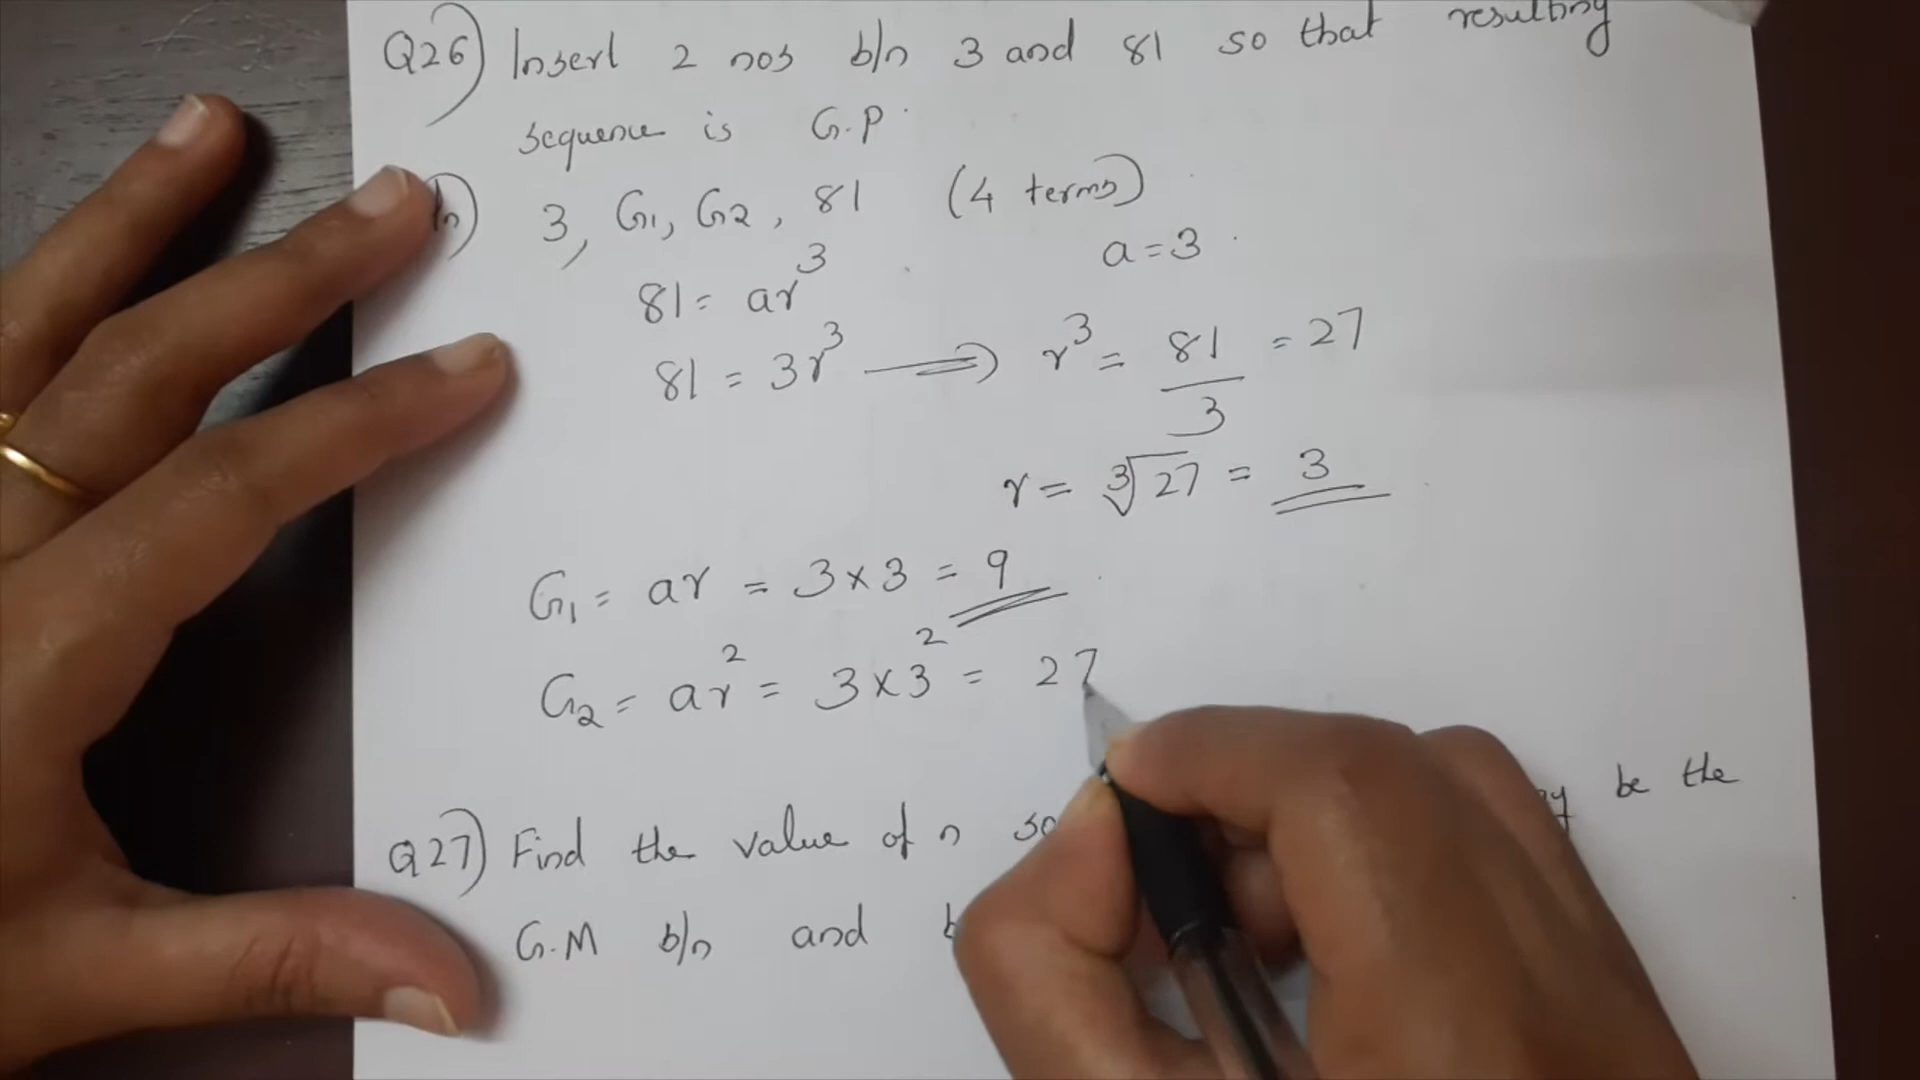 Q26) Insert 2 nos b/n 3 and 81 so that resulting
sequence is G.P.
3, G1, G2, 81 (4 terms)
a=3
81 = ar³
81 = 3r³ ⟹ r³ = 81/3 = 27
r = ∛27 = 3
G1 = ar = 3×3 = 9
G2 = ar² = 3×3² = 27
Q27) Find the value of n so be the
G.M b/n and